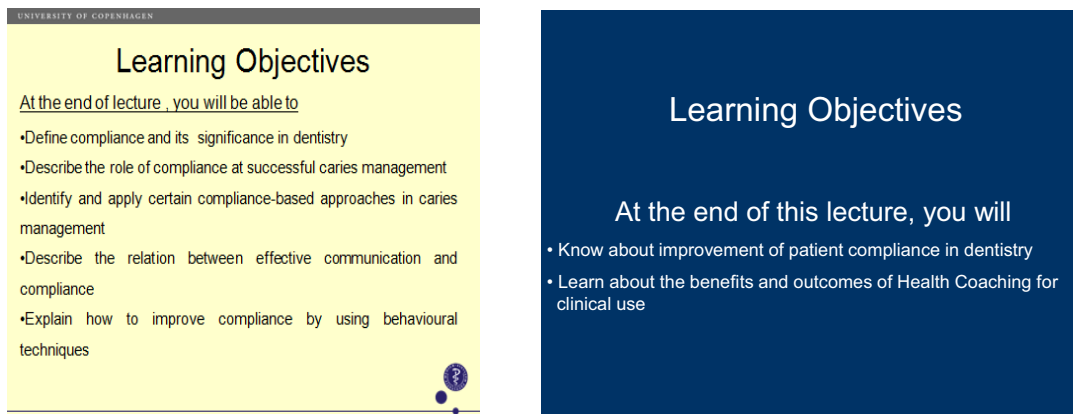 UNIVERSITY OF COPENHAGEN
Learning Objectives
At the end of lecture , you will be able to
•Define compliance and its significance in dentistry
•Describe the role of compliance at successful caries management
•Identify and apply certain compliance-based approaches in caries
management
•Describe the relation between effective communication and
compliance
•Explain how to improve compliance by using behavioural
techniques
Learning Objectives
At the end of this lecture, you will
• Know about improvement of patient compliance in dentistry
• Learn about the benefits and outcomes of Health Coaching for
clinical use